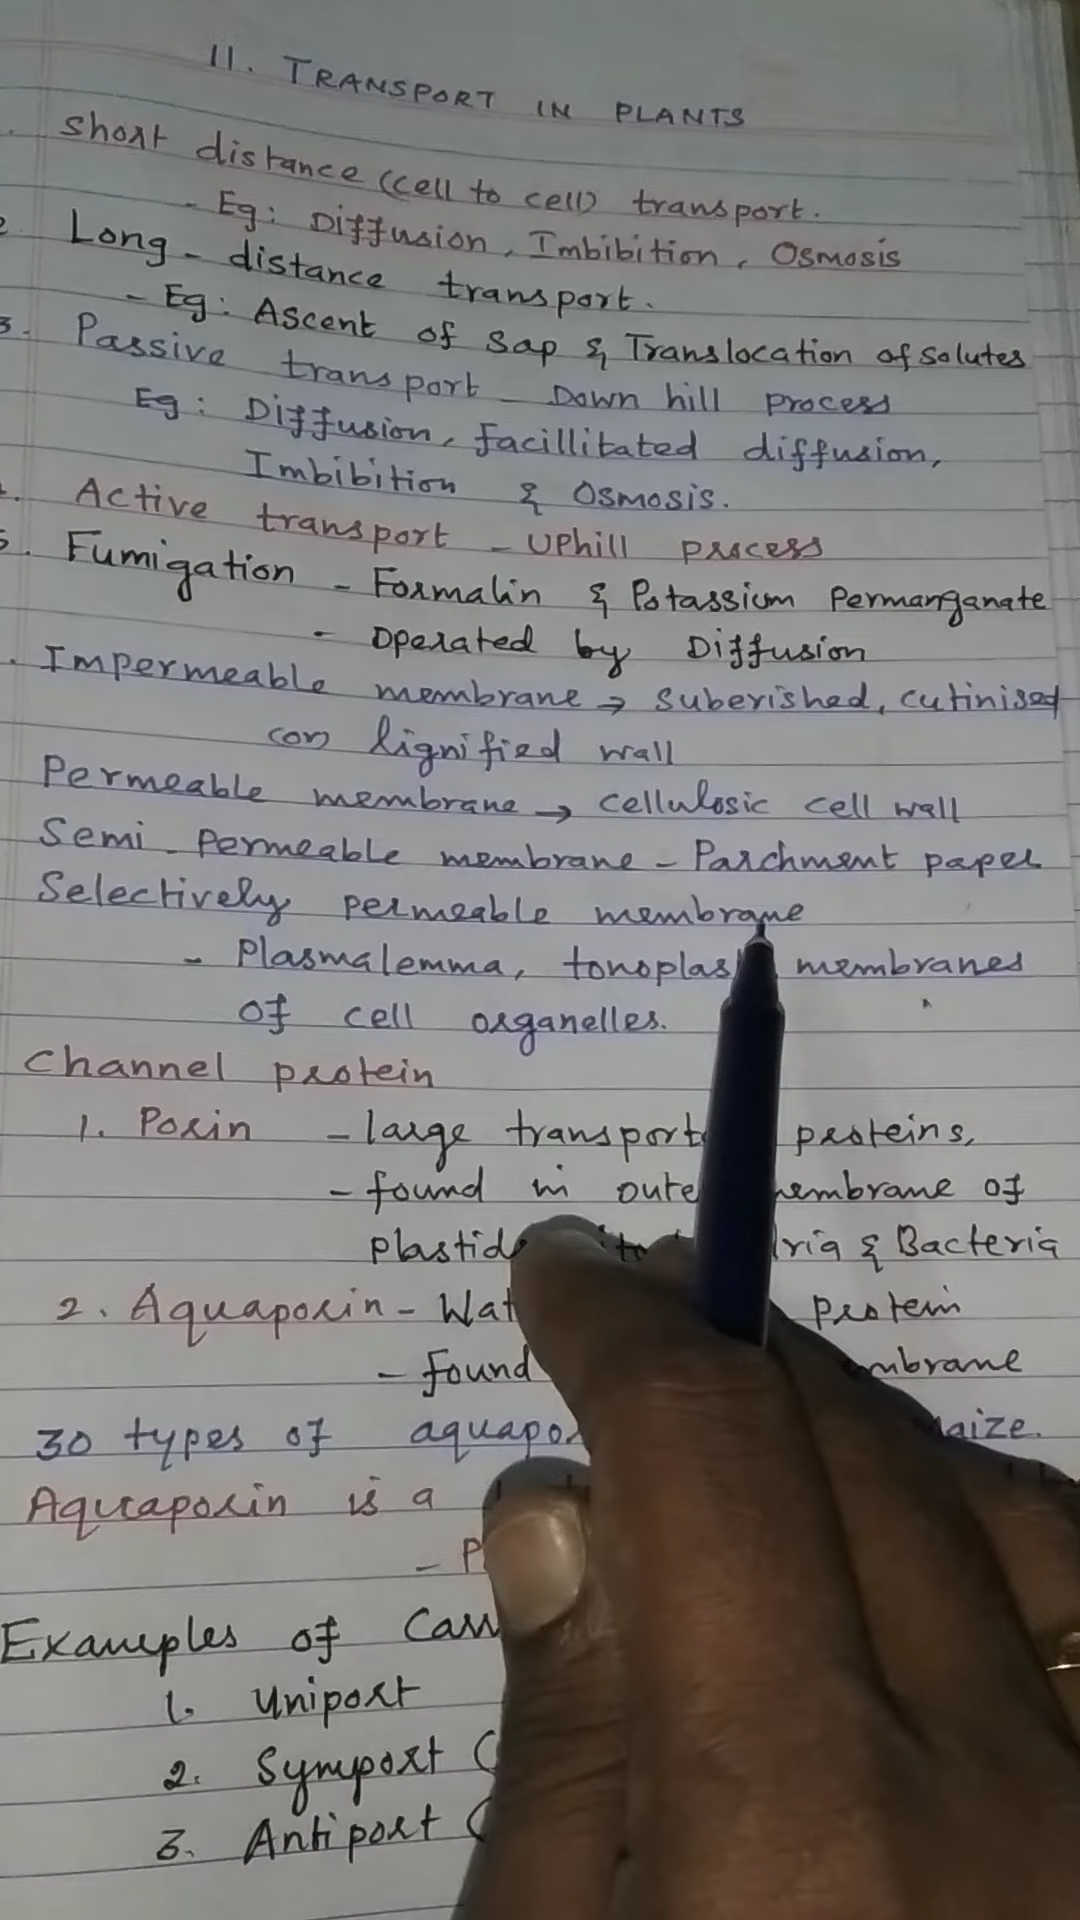 11. TRANSPORT IN PLANTS
Short distance (cell to cell) transport.
- Eg: Diffusion, Imbibition, Osmosis
Long - distance transport.
- Eg: Ascent of Sap & Translocation of Solutes
3. Passive transport - Down hill process
Eg: Diffusion, facillitated diffusion,
Imbibition & Osmosis.
Active transport - Uphill process
5. Fumigation - Formalin & Potassium Permanganate
- Operated by Diffusion
Impermeable membrane → Suberished, cutinised
(or) lignified wall
Permeable membrane → cellulosic cell wall
Semi - Permeable membrane - Parchment paper
Selectively permeable membrane
- Plasmalemma, membranes
of cell organelles.
Channel protein
1. Porin - large proteins,
- found in membrane of
& Bacteria
2. Aquaporin - protein
- found
30 types of
Aquaporin is a
Examples of
1. Uniport
2. Symport (
3. Antiport (